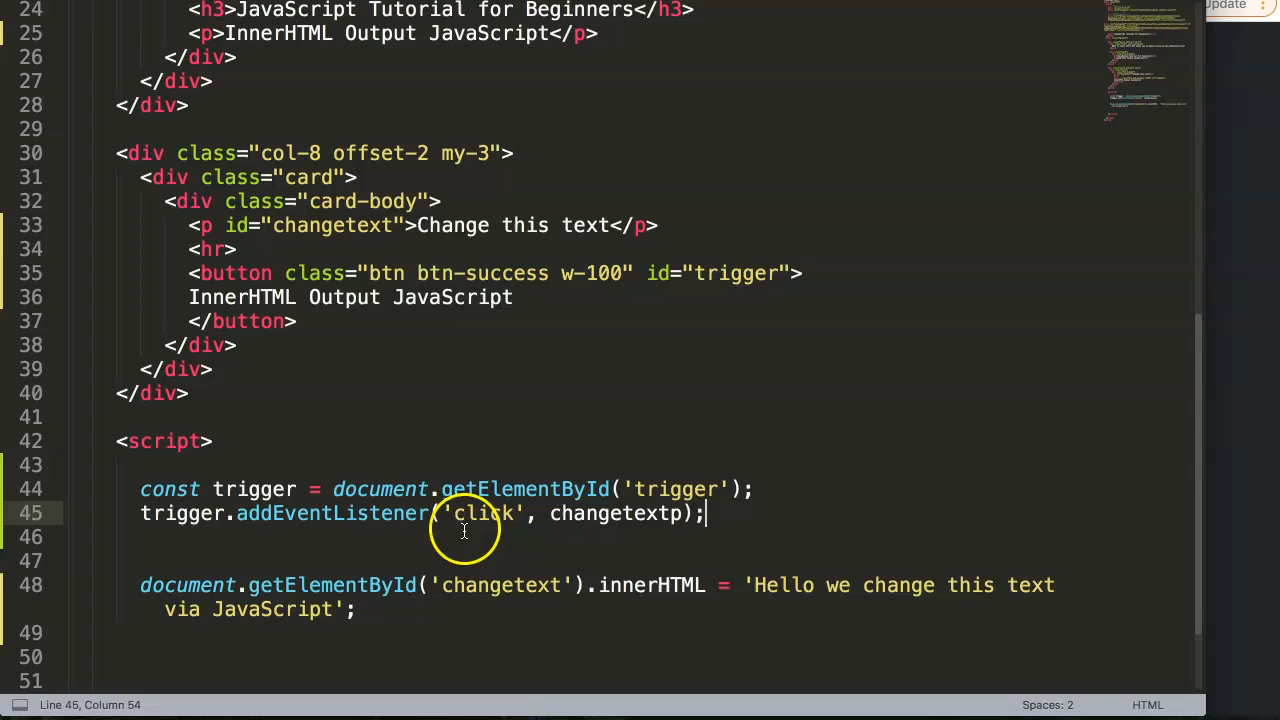 Update
24 <h3>JavaScript Tutorial for Beginners</h3>
25 <p>InnerHTML Output JavaScript</p>
26 </div>
27 </div>
28 </div>
29
30 <div class="col-8 offset-2 my-3">
31 <div class="card">
32 <div class="card-body">
33 <p id="changetext">Change this text</p>
34 <hr>
35 <button class="btn btn-success w-100" id="trigger">
36 InnerHTML Output JavaScript
37 </button>
38 </div>
39 </div>
40 </div>
41
42 <script>
43
44 const trigger = document.getElementById('trigger');
45 trigger.addEventListener('click', changetextp);
46
47
48 document.getElementById('changetext').innerHTML = 'Hello we change this text
via JavaScript';
49
50
51
Line 45, Column 54 Spaces: 2 HTML